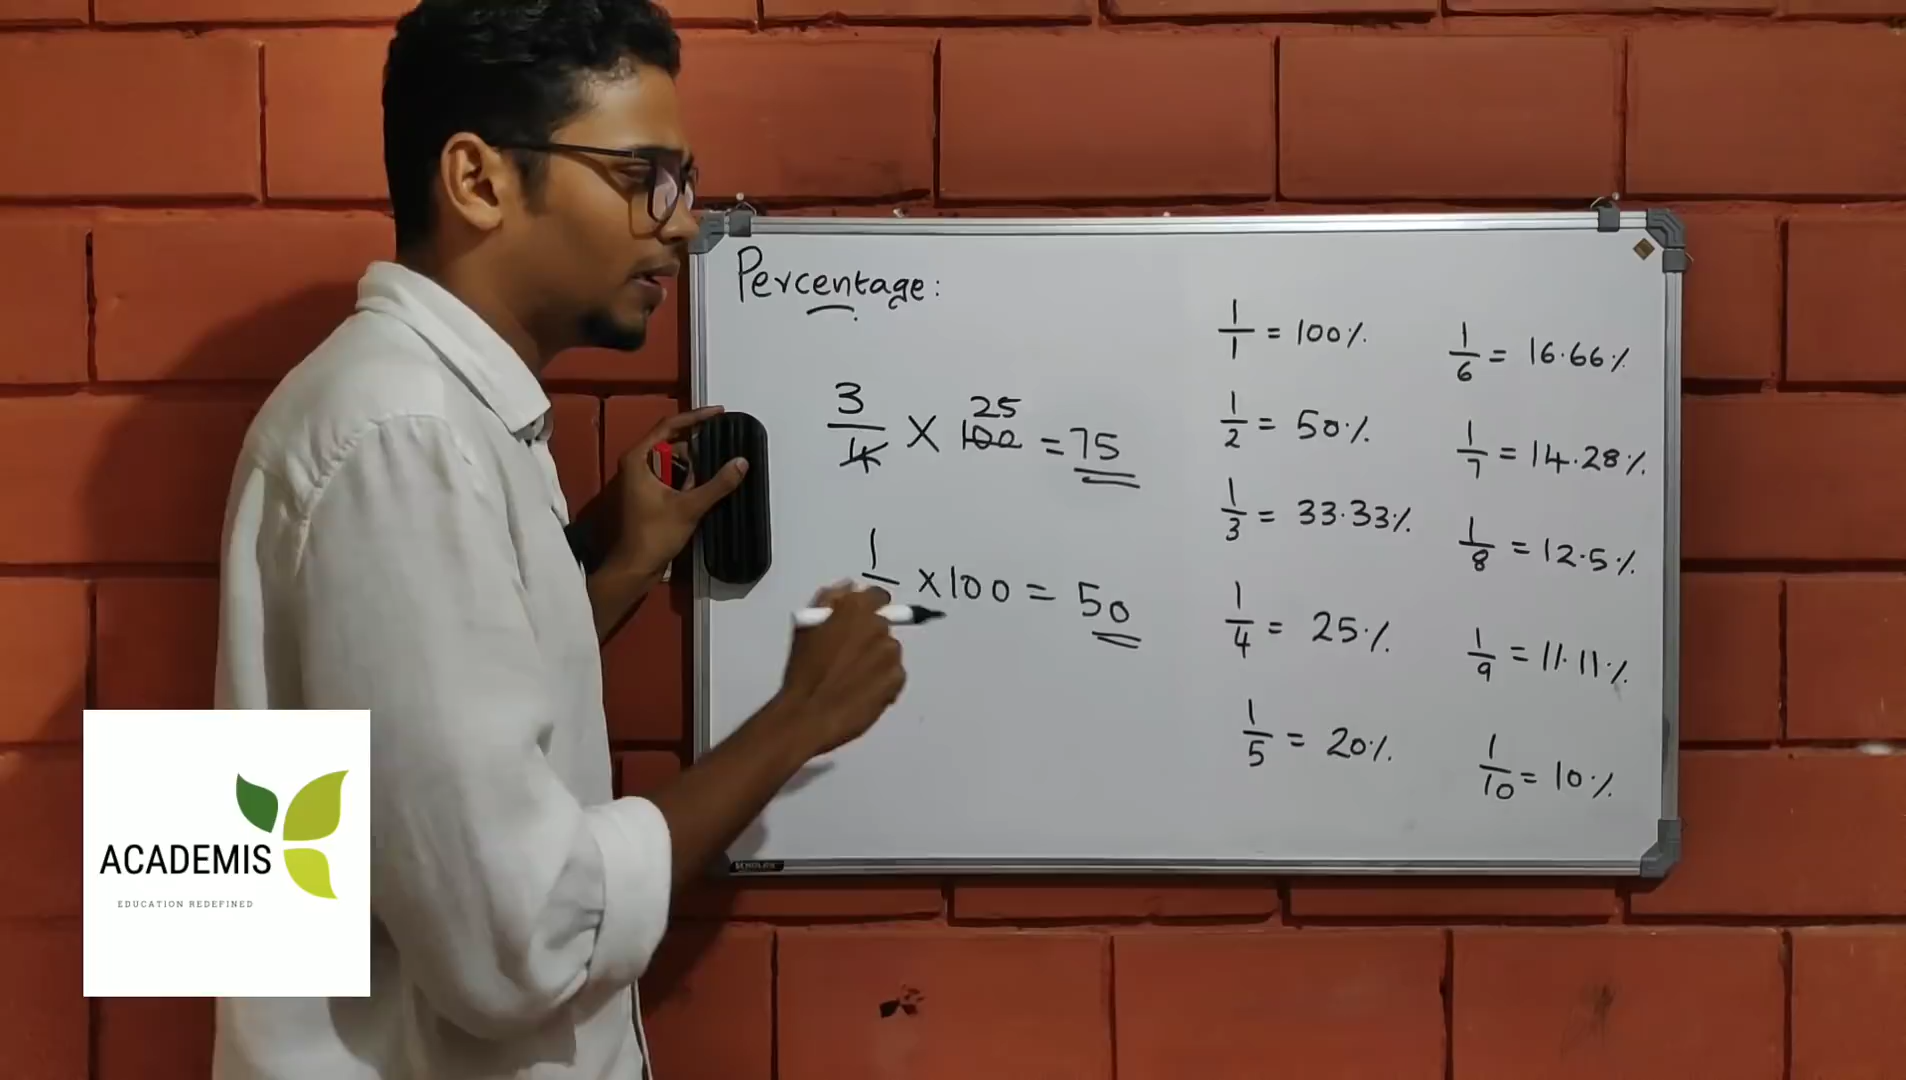 Percentage:
3/4 × 100 25 = 75
1/ ×100 = 50
1/1 = 100%
1/2 = 50%
1/3 = 33.33%
1/4 = 25%
1/5 = 20%
1/6 = 16.66%
1/7 = 14.28%
1/8 = 12.5%
1/9 = 11.11%
1/10 = 10%
ACADEMIS
EDUCATION REDEFINED